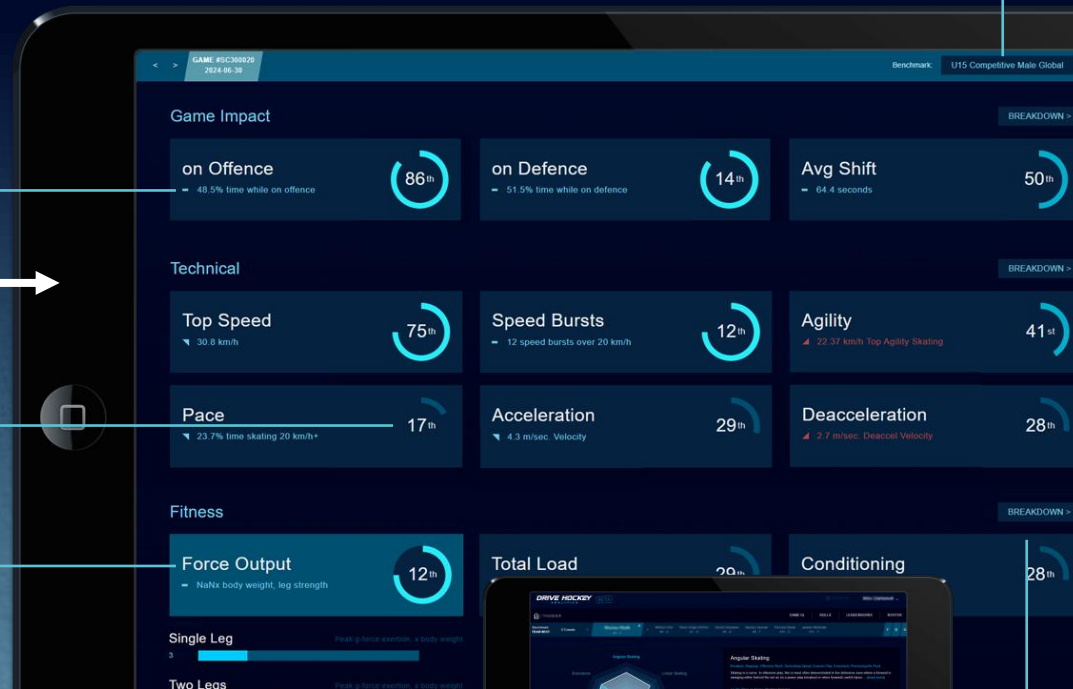 < > GAME #SC300020
2024-06-30
Benchmark: U15 Competitive Male Global
Game Impact
BREAKDOWN >
on Offence
48.5% time while on offence
86th
on Defence
51.5% time while on defence
14th
Avg Shift
64.4 seconds
50th
Technical
BREAKDOWN >
Top Speed
30.8 km/h
75th
Speed Bursts
12 speed bursts over 20 km/h
12th
Agility
22.37 km/h Top Agility Skating
41st
Pace
23.7% time skating 20 km/h+
17th
Acceleration
4.3 m/sec. Velocity
29th
Deacceleration
2.7 m/sec. Deaccel Velocity
28th
Fitness
BREAKDOWN >
Force Output
NaNx body weight, leg strength
12th
Total Load
29th
Conditioning
28th
Single Leg
Peak g-force exertion, x body weight
3
Two Legs
Peak g-force exertion, x body weight
DRIVE HOCKEY
Angular Skating
Linear Skating
Angular Skating